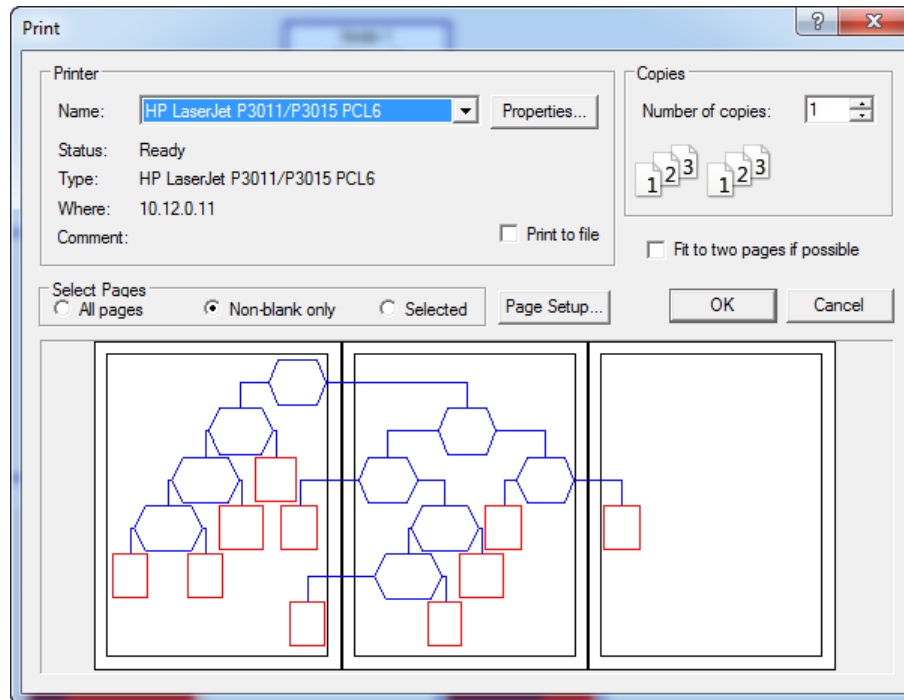 Print
Printer
Name: HP LaserJet P3011/P3015 PCL6 Properties...
Status: Ready
Type: HP LaserJet P3011/P3015 PCL6
Where: 10.12.0.11
Comment:
Print to file
Copies
Number of copies: 1
1 2 3 1 2 3
Fit to two pages if possible
Select Pages
All pages Non-blank only Selected
Page Setup...
OK Cancel